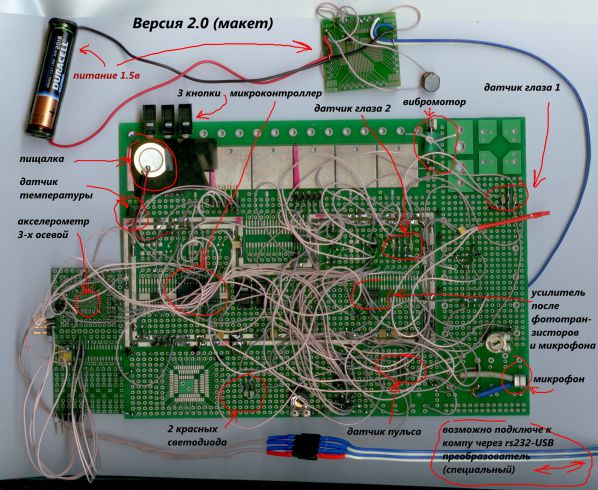 Версия 2.0 (макет)
DURACELL
питание 1.5в
3 кнопки
микроконтроллер
датчик глаза 2
вибромотор
датчик глаза 1
пищалка
датчик
температуры
акселерометр
3-х осевой
усилитель
после
фототран-
зисторов
и микрофона
микрофон
2 красных
светодиода
датчик пульса
возможно подключе к
компу через rs232-USB
преобразователь
(специальный)